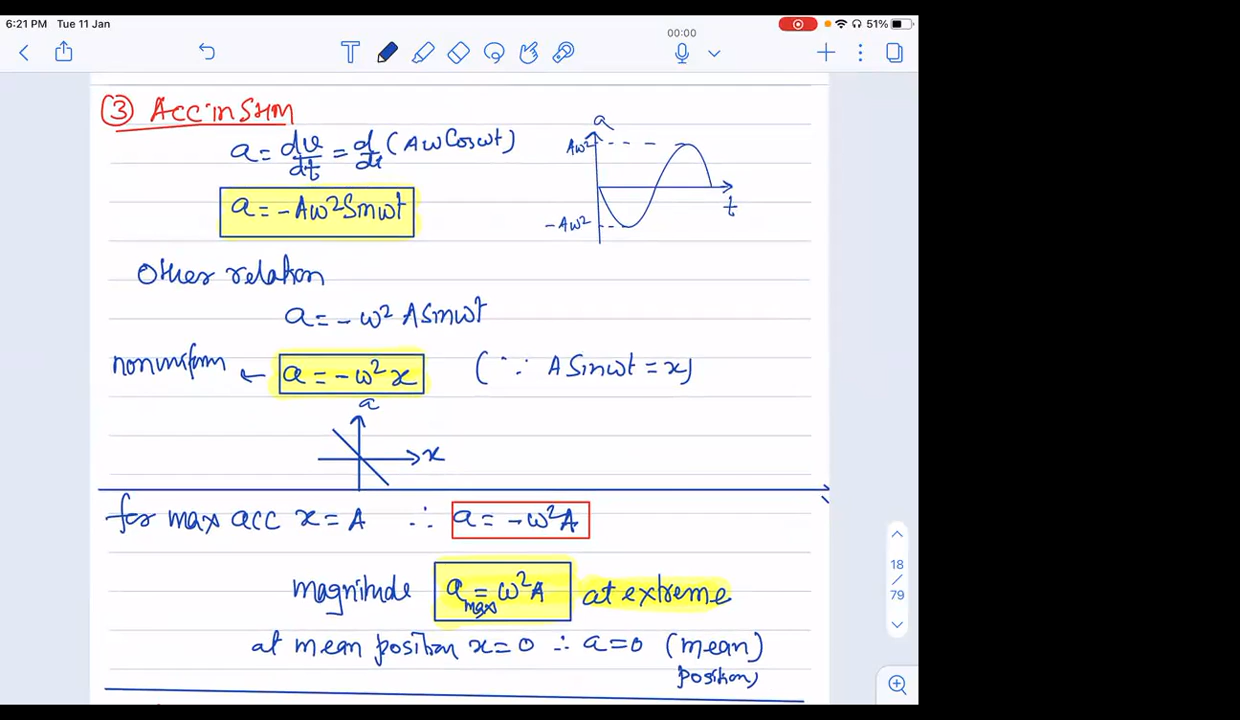 6:21 PM Tue 11 Jan
51%
00:00
③ Acc in SHM
a = dv/dt = d/dt (Aω Cosωt)
a = -Aω² Sinωt
a
Aω²
-Aω²
t
Other relation
a = -ω² A Sinωt
nonuniform ← a = -ω² x (∵ A Sinωt = x)
a
x
for max acc x = A ∴ a = -ω²A
magnitude a max = ω²A at extreme
at mean position x = 0 ∴ a = 0 (mean position)
18
/
79